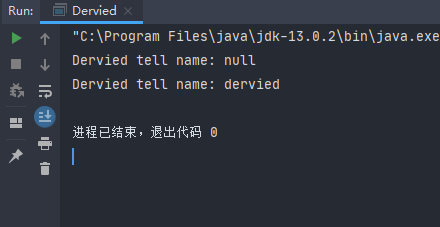 Run: Dervied
"C:\Program Files\java\jdk-13.0.2\bin\java.exe
Dervied tell name: null
Dervied tell name: dervied
进程已结束，退出代码 0